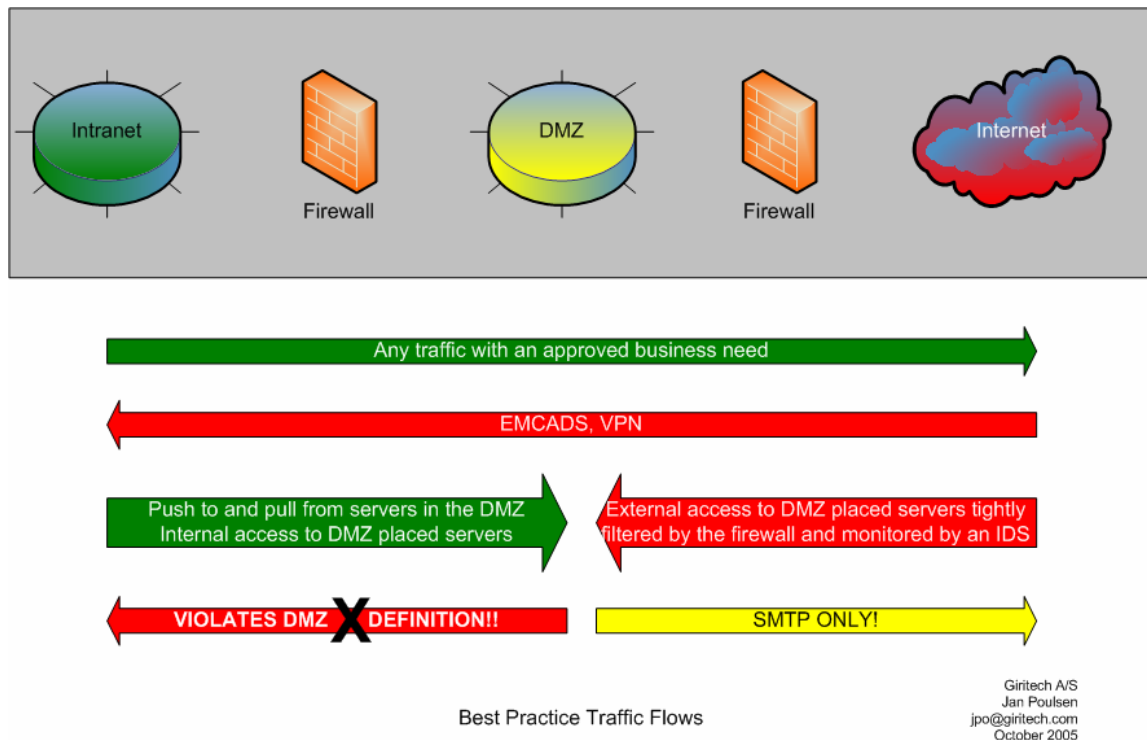 Intranet
Firewall
DMZ
Firewall
Internet
Any traffic with an approved business need
EMCADS, VPN
Push to and pull from servers in the DMZ
Internal access to DMZ placed servers
External access to DMZ placed servers tightly
filtered by the firewall and monitored by an IDS
VIOLATES DMZ X DEFINITION!!
SMTP ONLY!
Best Practice Traffic Flows
Giritech A/S
Jan Poulsen
jpo@giritech.com
October 2005